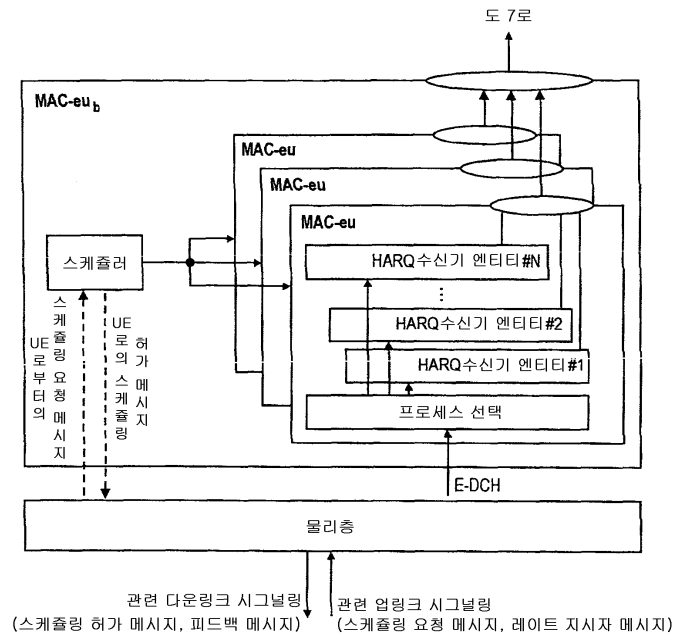 도 7로
MAC-eub
MAC-eu
MAC-eu
MAC-eu
스케쥴러
HARQ수신기 엔티티#N
HARQ수신기 엔티티#2
HARQ수신기 엔티티#1
프로세스 선택
UE로부터의
스케쥴링 요청 메시지
UE로의 스케쥴링
허가 메시지
E-DCH
물리층
관련 다운링크 시그널링
(스케쥴링 허가 메시지, 피드백 메시지)
관련 업링크 시그널링
(스케쥴링 요청 메시지, 레이트 지시자 메시지)